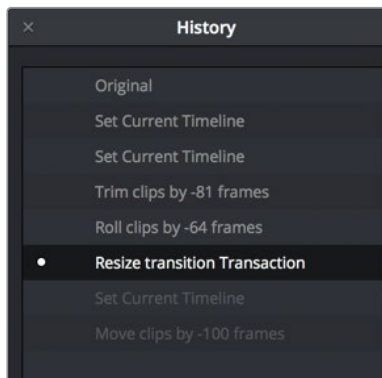 × History
Original
Set Current Timeline
Set Current Timeline
Trim clips by -81 frames
Roll clips by -64 frames
Resize transition Transaction
Set Current Timeline
Move clips by -100 frames